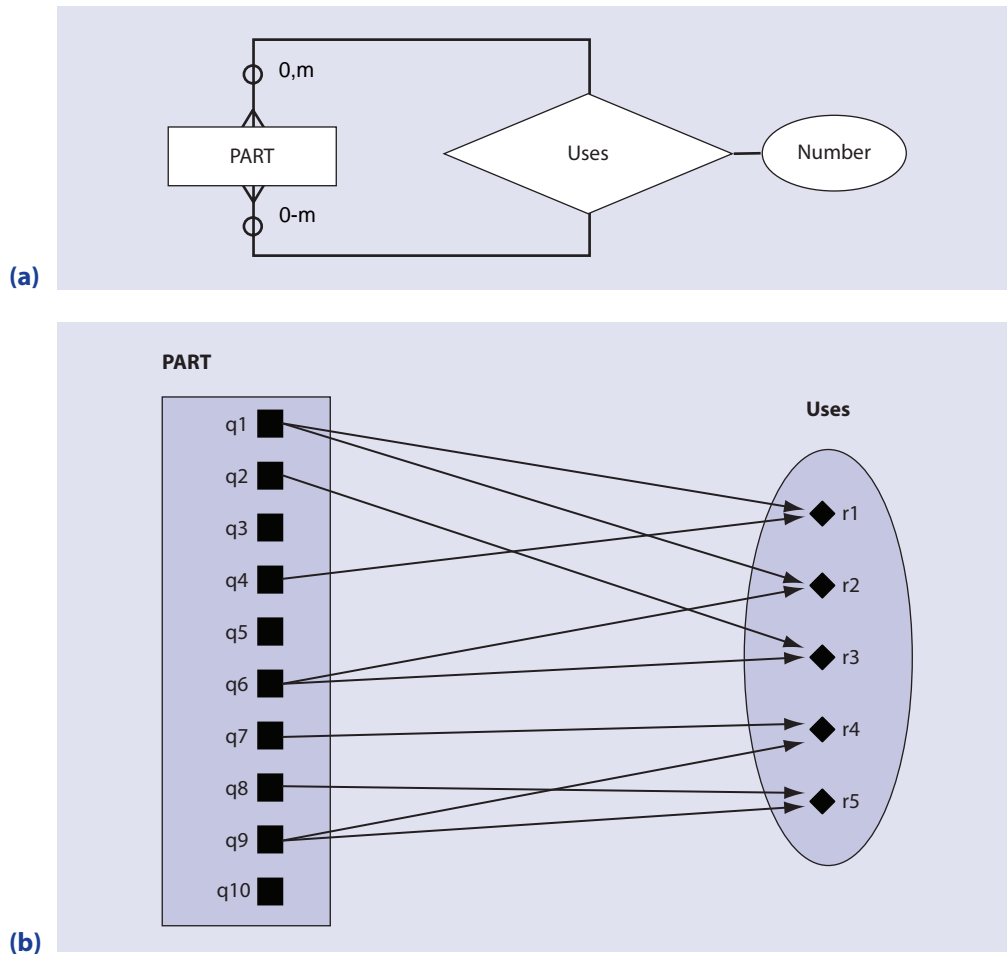 0,m
PART
Uses
Number
0-m
(a)
PART
Uses
q1
q2
q3
q4
q5
q6
q7
q8
q9
q10
r1
r2
r3
r4
r5
(b)